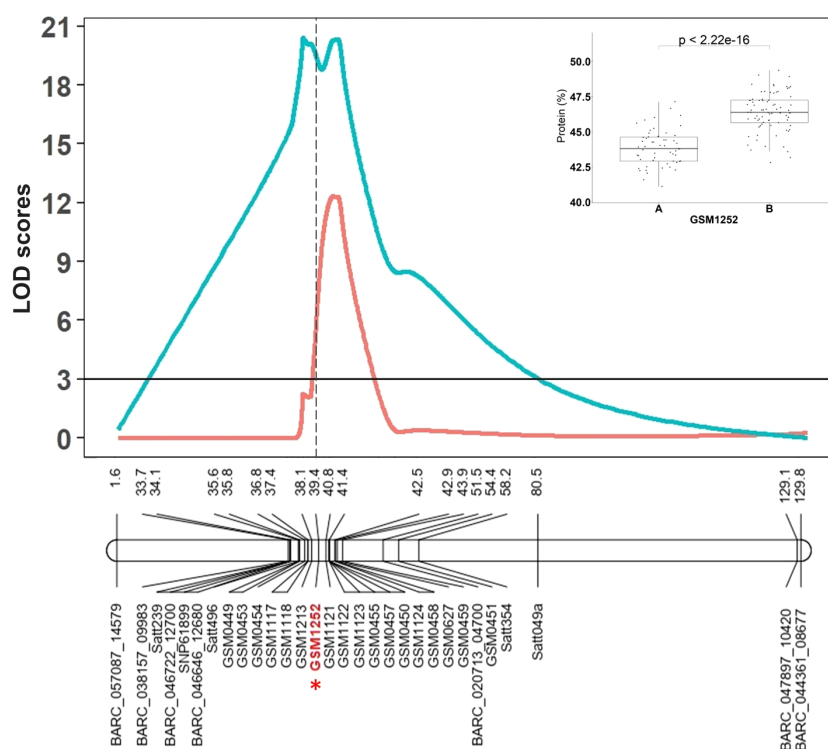 21
18
15
12
9
6
3
0
LOD scores
p < 2.22e-16
50.0
47.5
45.0
42.5
40.0
Protein (%)
A
B
GSM1252
1.6
33.7
34.1
35.6
35.8
36.8
37.4
38.1
39.4
40.8
41.4
42.5
42.9
43.9
51.5
54.4
58.2
80.5
129.1
129.8
BARC_057087_14579
BARC_038157_09983
Satt239
BARC_046722_12700
SNP61899
BARC_046646_12680
Satt496
GSM0449
GSM0453
GSM0454
GSM1117
GSM1118
GSM1213
* GSM1252
GSM1121
GSM1122
GSM1123
GSM0455
GSM0457
GSM0450
GSM1124
GSM0458
GSM0627
GSM0459
BARC_020713_04700
GSM0451
Satt354
Satt049a
BARC_047897_10420
BARC_044361_08677